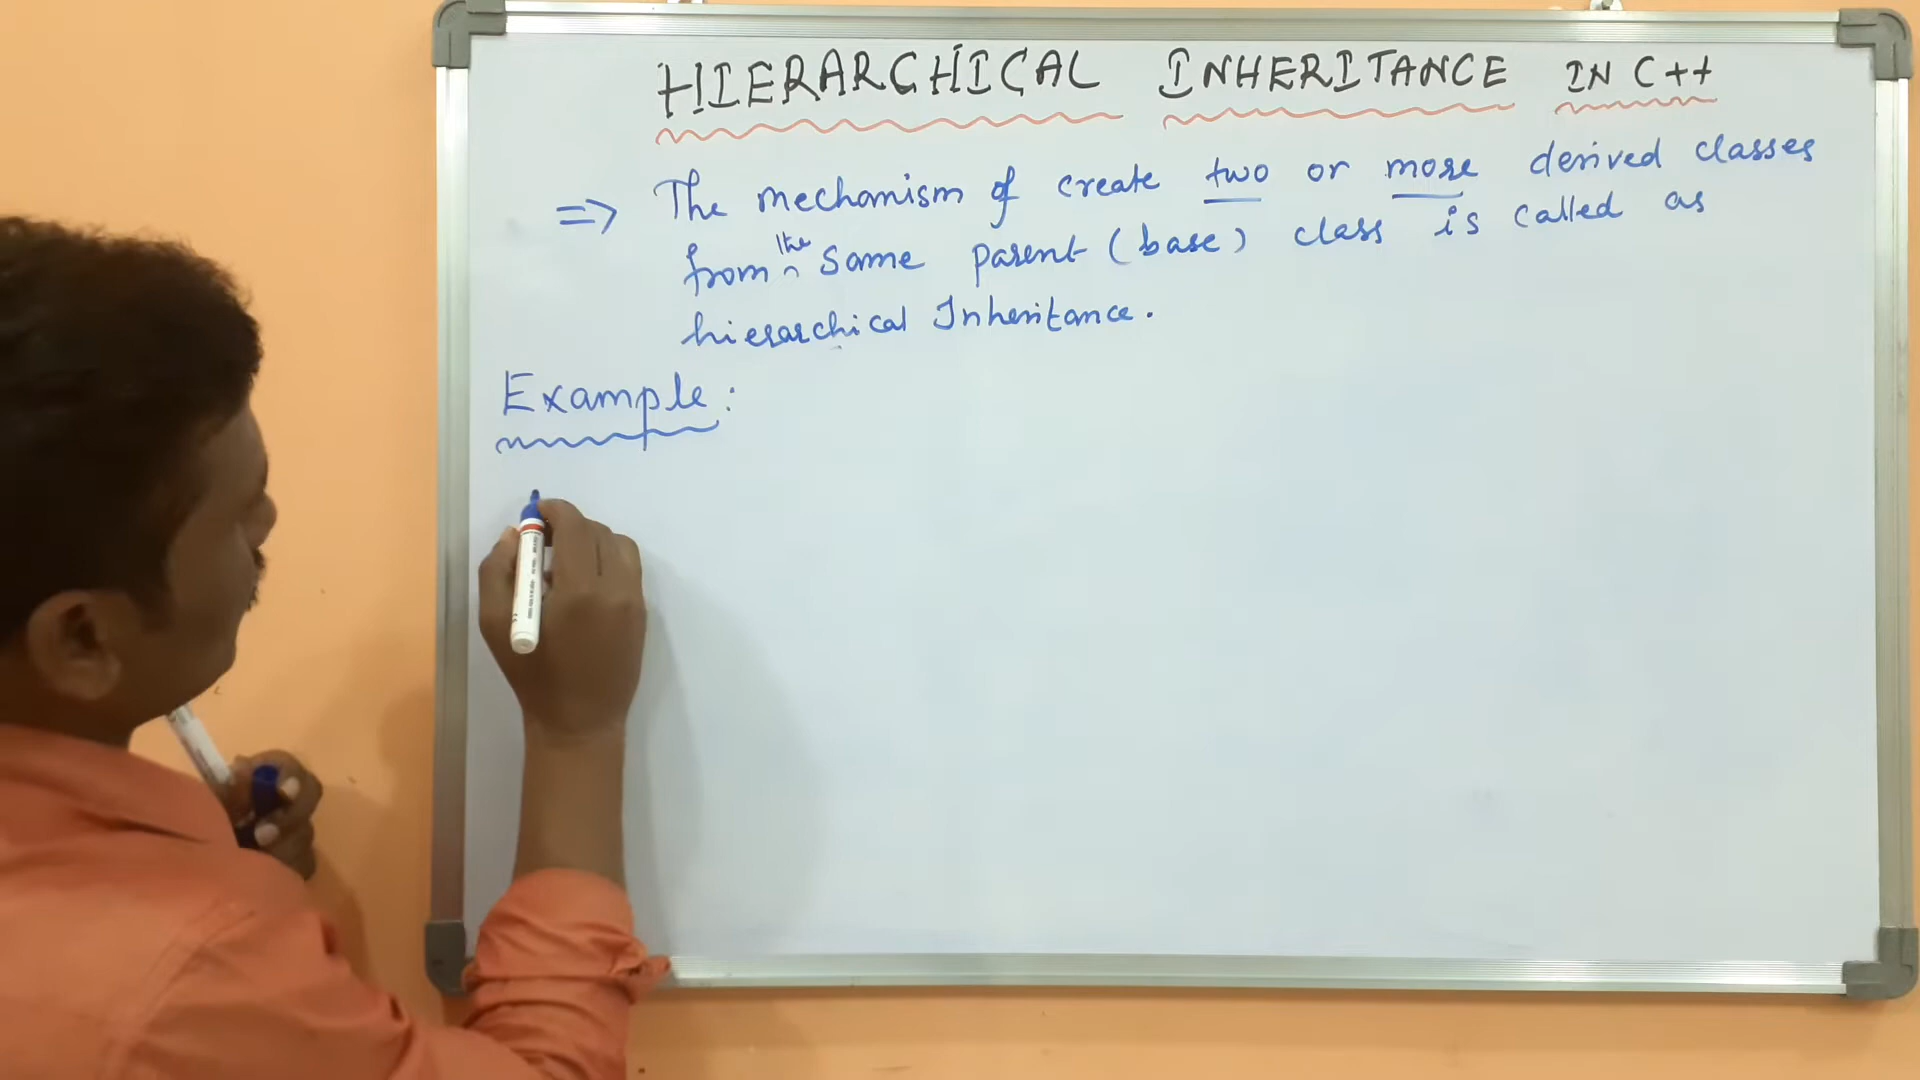 HIERARCHICAL INHERITANCE IN C++
=> The mechanism of create two or more derived classes
from the same parent (base) class is called as
hierarchical Inheritance.
Example: